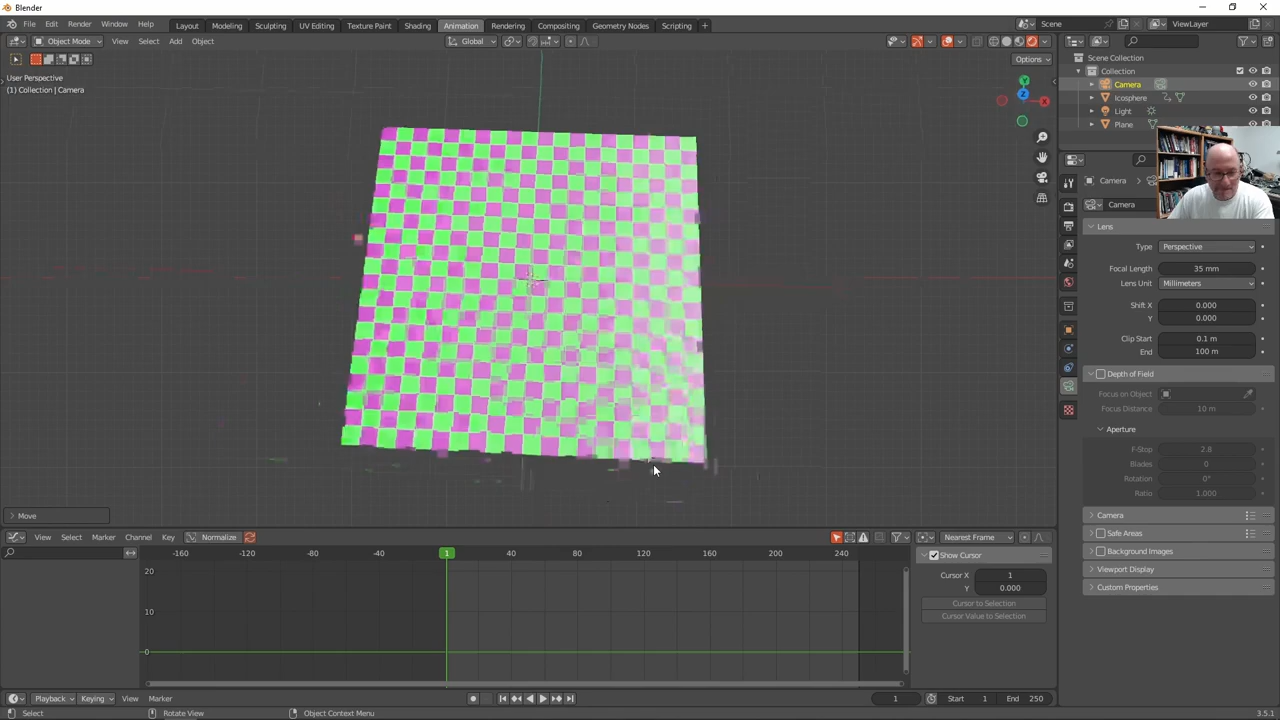 Blender
File Edit Render Window Help Layout Modeling Sculpting UV Editing Texture Paint Shading Animation Rendering Compositing Geometry Nodes Scripting + Scene ViewLayer
Object Mode View Select Add Object Global
Options
User Perspective
(1) Collection | Camera
Y
Z
X
Move
Scene Collection
Collection
Camera
Icosphere
Light
Plane
Camera
Camera
Lens
Type Perspective
Focal Length 35 mm
Lens Unit Millimeters
Shift X 0.000
Y 0.000
Clip Start 0.1 m
End 100 m
Depth of Field
Focus on Object
Focus Distance 10 m
Aperture
F-Stop 2.8
Blades 0
Rotation 0°
Ratio 1.000
Camera
Safe Areas
Background Images
Viewport Display
Custom Properties
View Select Marker Channel Key Normalize Nearest Frame
-160 -120 -80 -40 1 40 80 120 160 200 240
20
10
0
Show Cursor
Cursor X 1
Y 0.000
Cursor to Selection
Cursor Value to Selection
Playback Keying View Marker 1 Start 1 End 250
Select Rotate View Object Context Menu 3.5.1